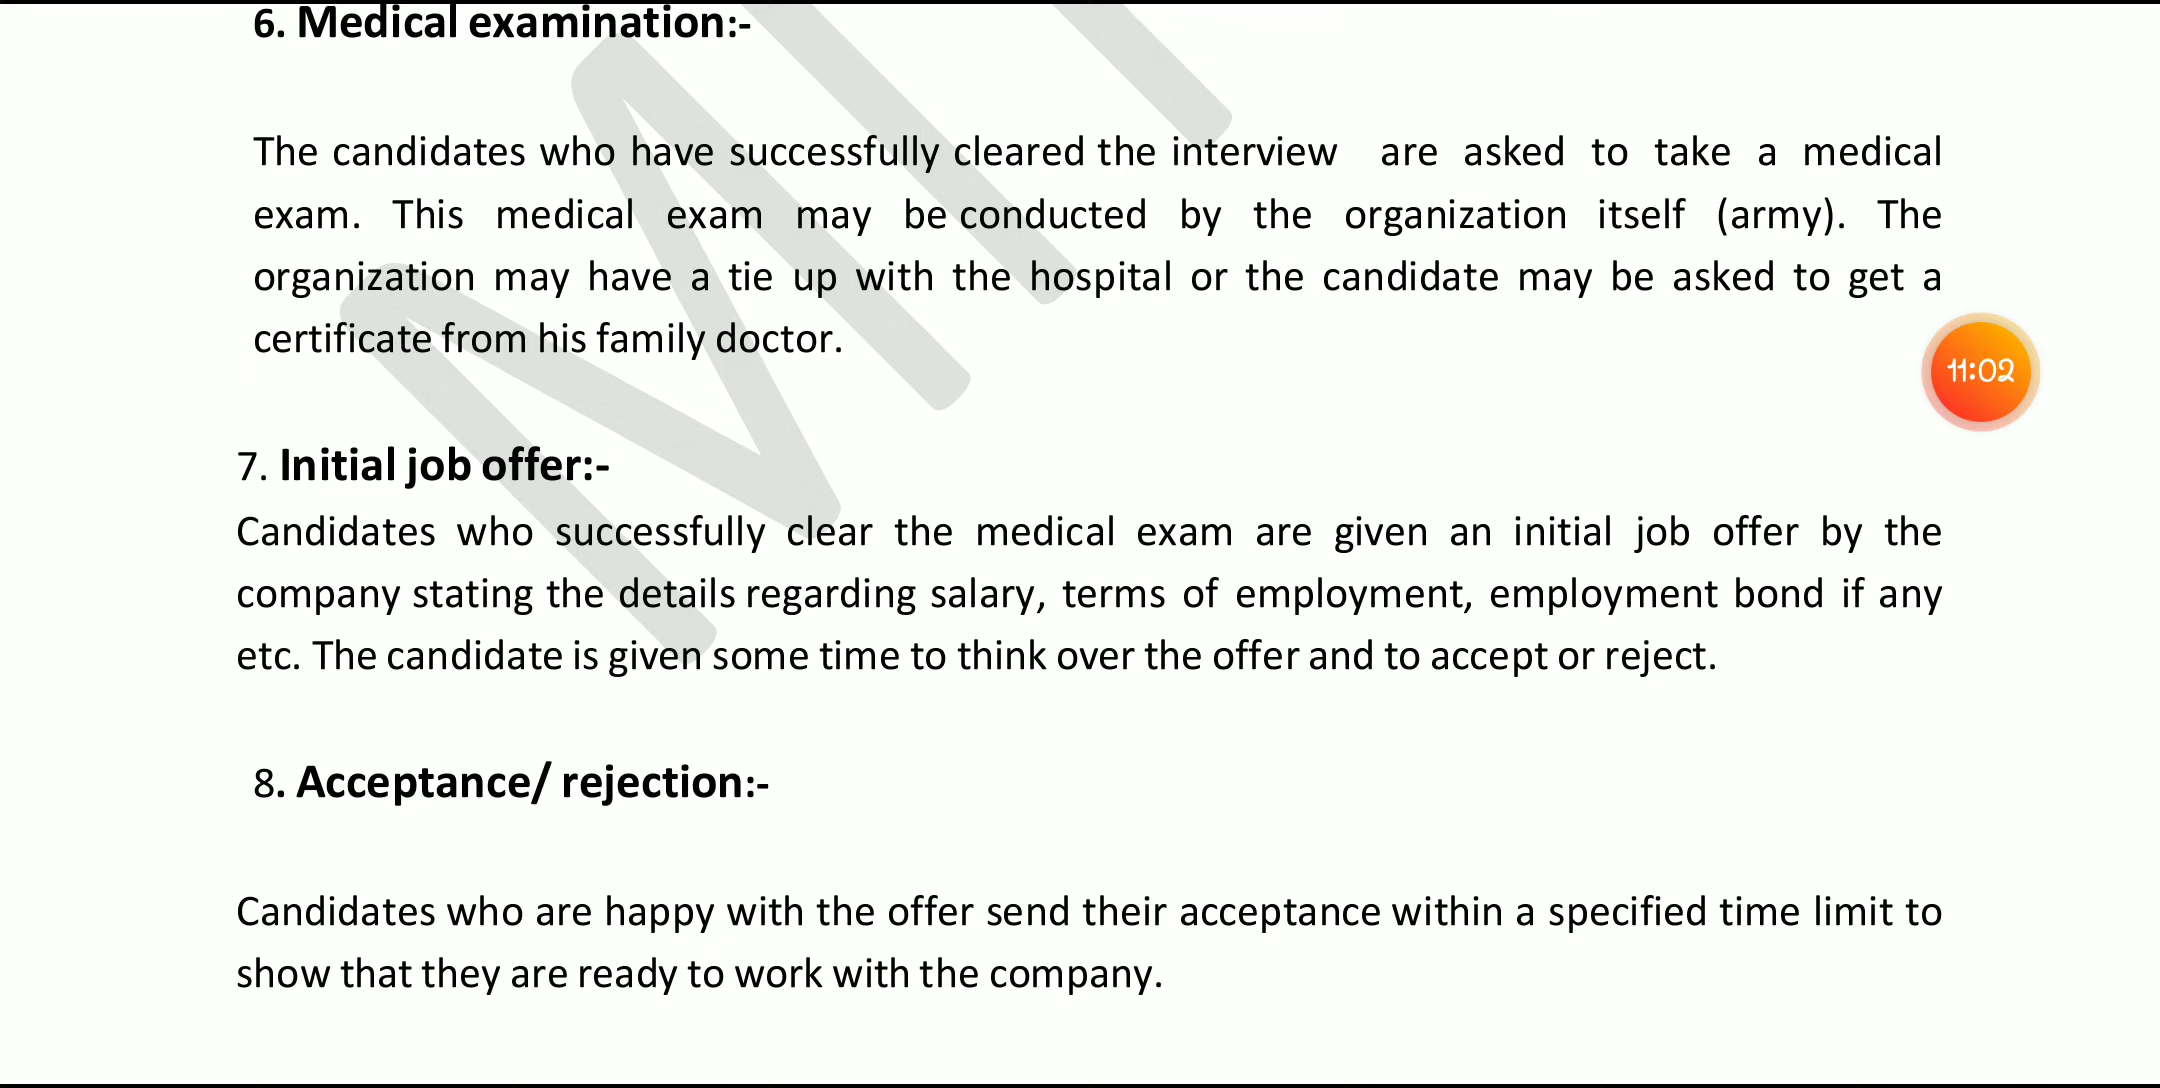 6. Medical examination:-
The candidates who have successfully cleared the interview are asked to take a medical
exam. This medical exam may be conducted by the organization itself (army). The
organization may have a tie up with the hospital or the candidate may be asked to get a
certificate from his family doctor.
11:02
7. Initial job offer:-
Candidates who successfully clear the medical exam are given an initial job offer by the
company stating the details regarding salary, terms of employment, employment bond if any
etc. The candidate is given some time to think over the offer and to accept or reject.
8. Acceptance/ rejection:-
Candidates who are happy with the offer send their acceptance within a specified time limit to
show that they are ready to work with the company.